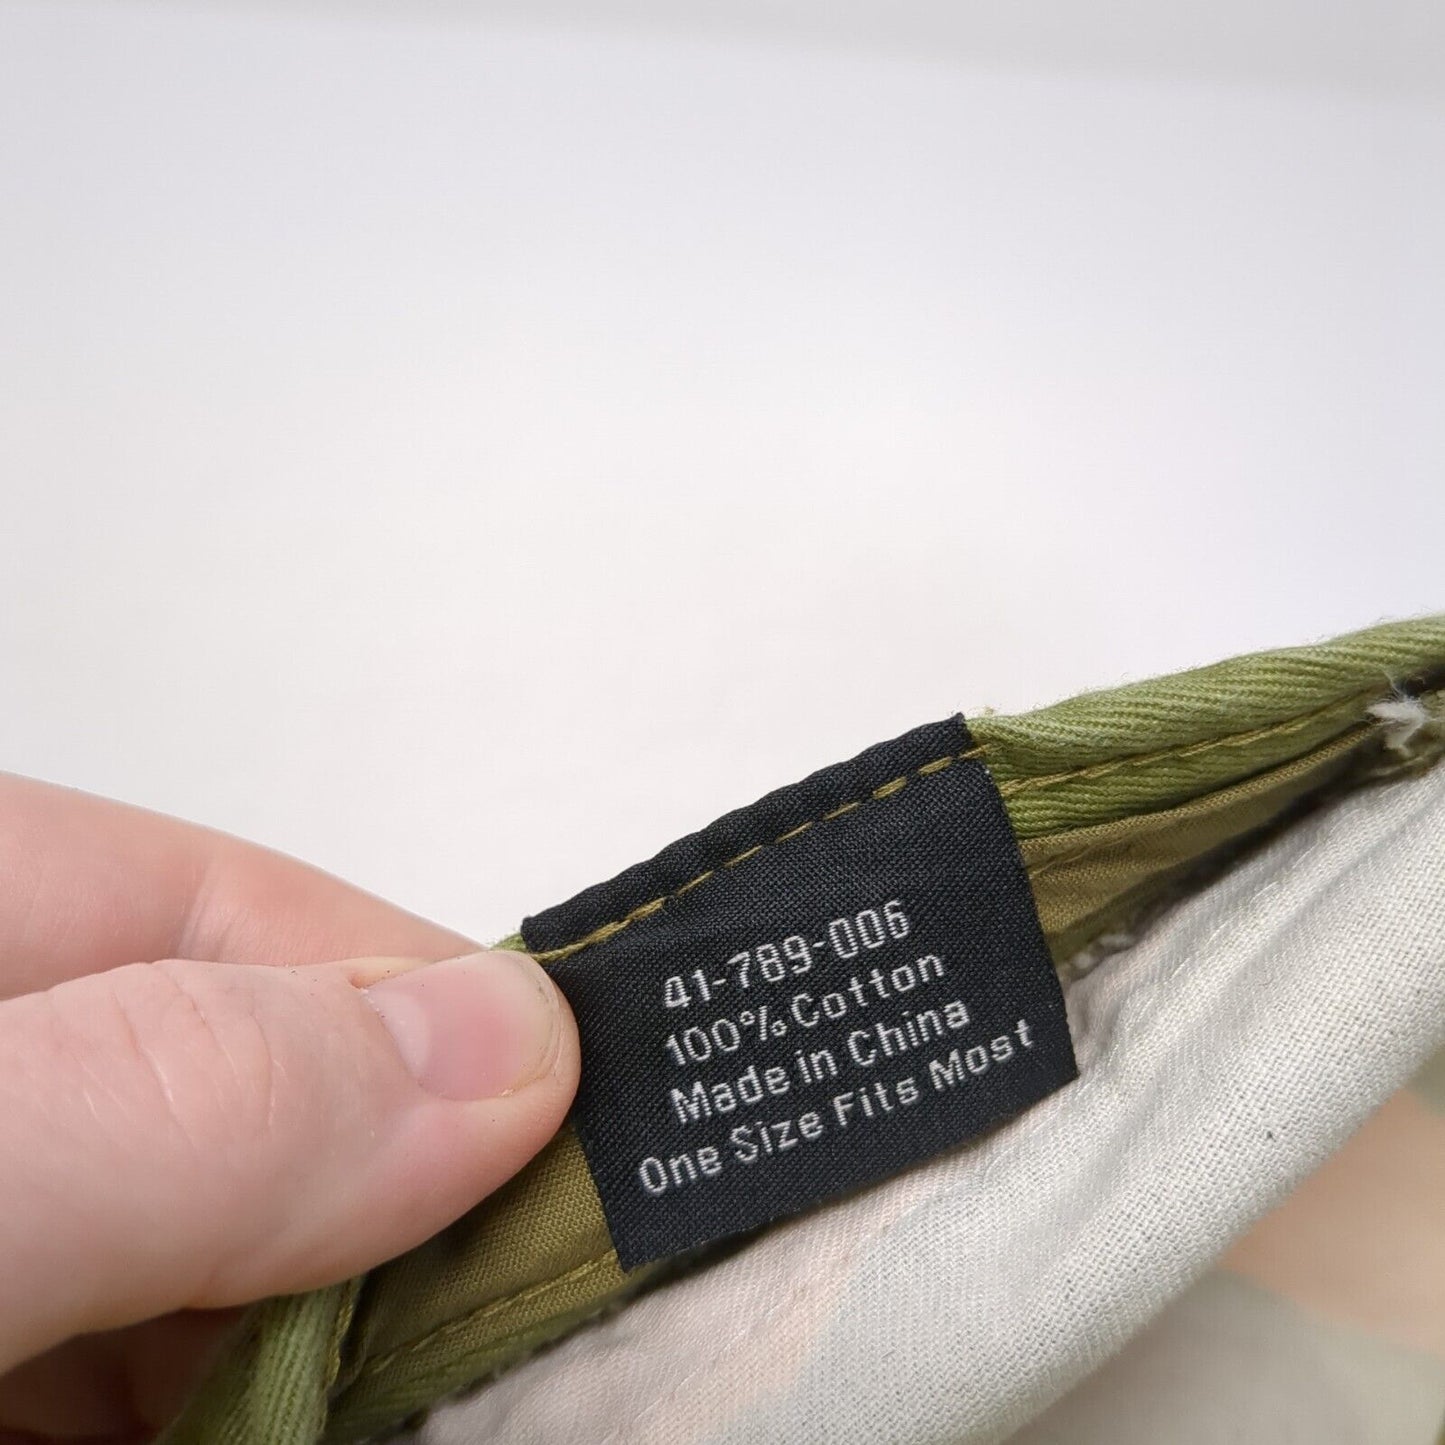 41-789-006
100% Cotton
Made in China
One Size Fits Most